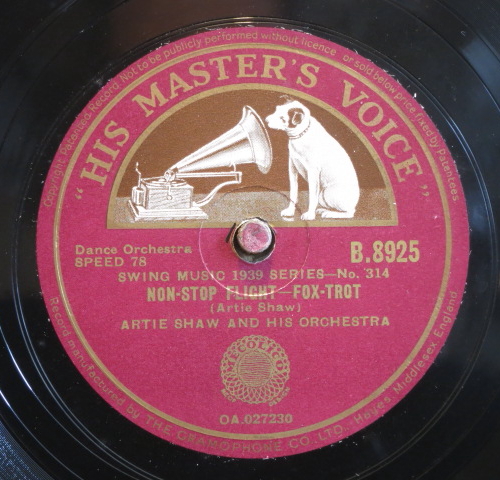 Copyright Patented-Record. Not to be publicly performed without licence or sold below price fixed by Patentees.
"HIS MASTER'S VOICE"
Dance Orchestra
SPEED 78
B.8925
SWING MUSIC 1939 SERIES—No. 314
NON-STOP FLIGHT—FOX-TROT
(Artie Shaw)
ARTIE SHAW AND HIS ORCHESTRA
OA.027230
Record manufactured by THE GRAMOPHONE CO. LTD.-Hayes, Middlesex, England